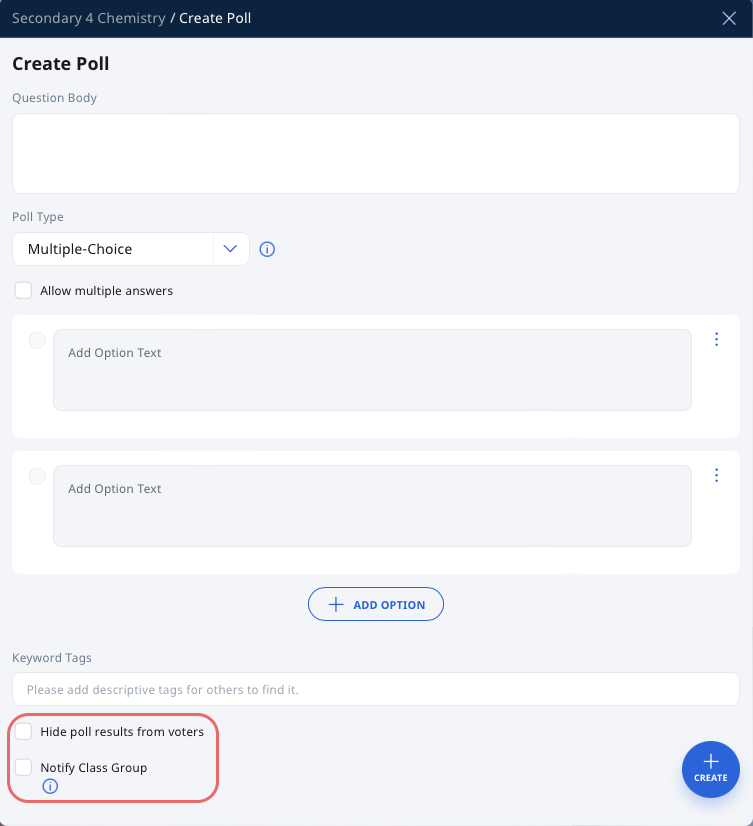 Secondary 4 Chemistry / Create Poll
Create Poll
Question Body
Poll Type
Multiple-Choice
Allow multiple answers
Add Option Text
Add Option Text
ADD OPTION
Keyword Tags
Please add descriptive tags for others to find it.
Hide poll results from voters
Notify Class Group
CREATE